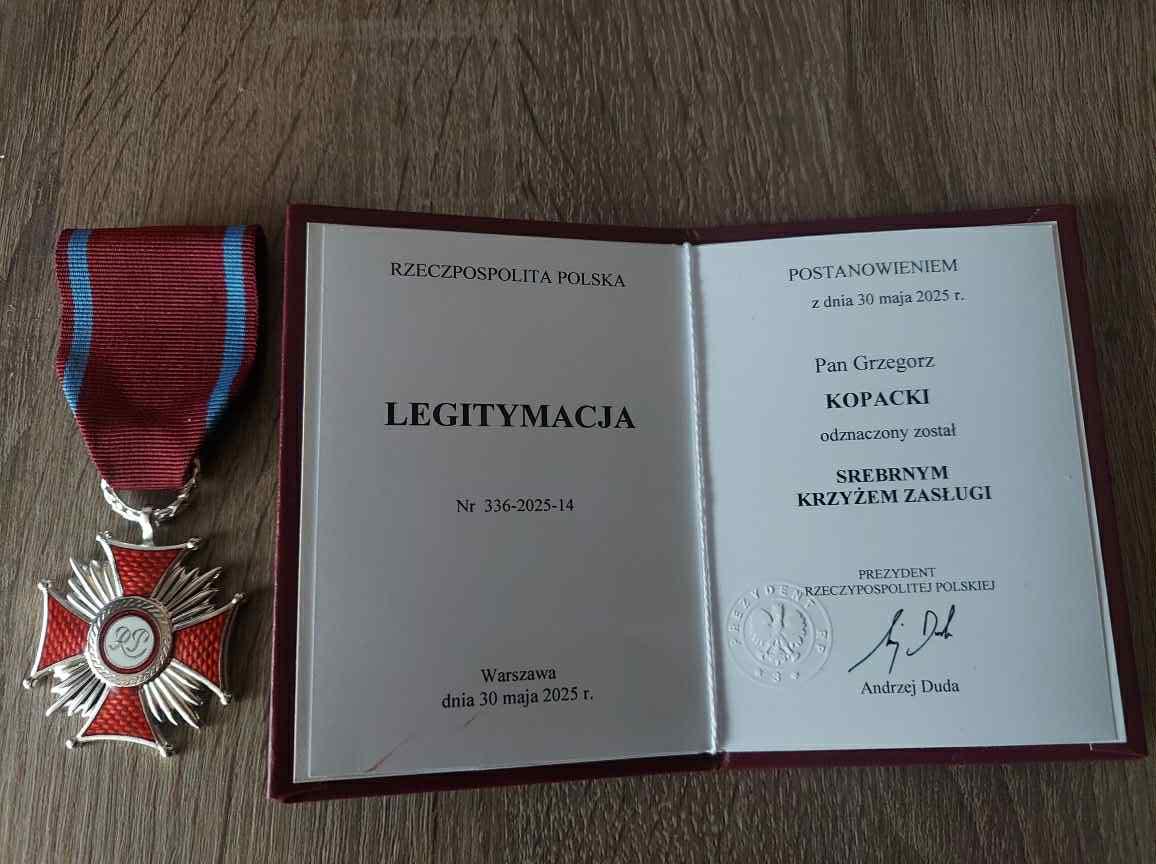 RZECZPOSPOLITA POLSKA
LEGITYMACJA
Nr 336-2025-14
Warszawa
dnia 30 maja 2025 r.
POSTANOWIENIEM
z dnia 30 maja 2025 r.
Pan Grzegorz
KOPACKI
odznaczony został
SREBRNYM
KRZYŻEM ZASŁUGI
PREZYDENT
RZECZYPOSPOLITEJ POLSKIEJ
Andrzej Duda
PREZYDENT RP
RP